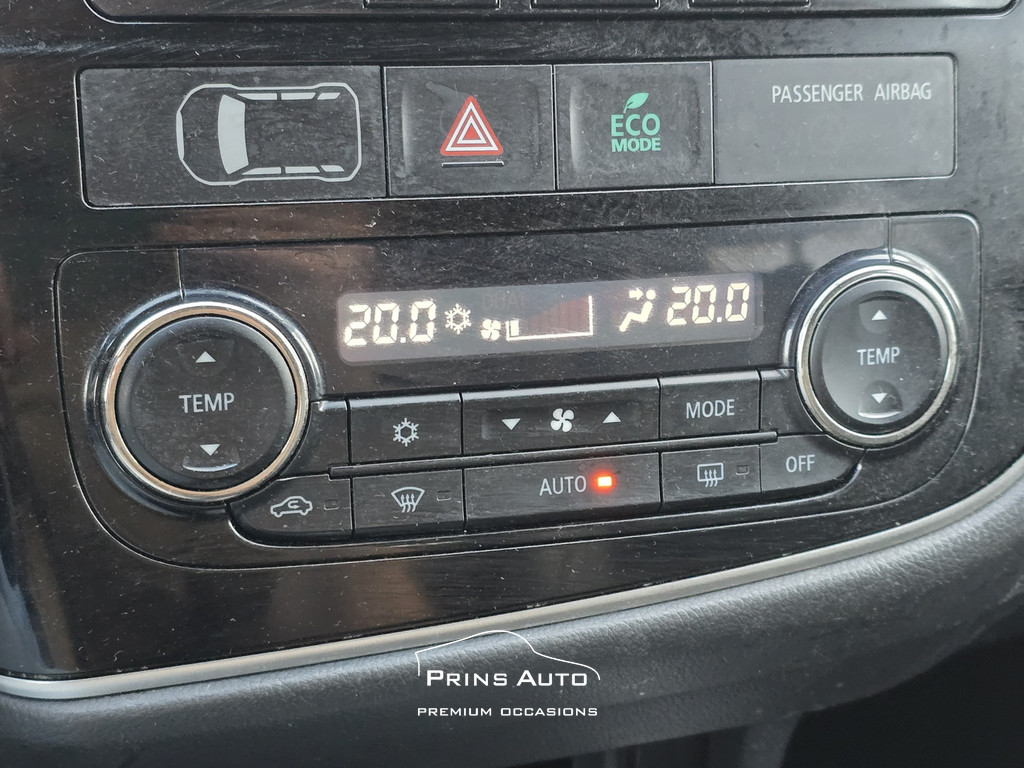 PASSENGER AIRBAG
ECO
MODE
20.0 20.0
TEMP
TEMP
MODE
AUTO
OFF
PRINS AUTO
PREMIUM OCCASIONS